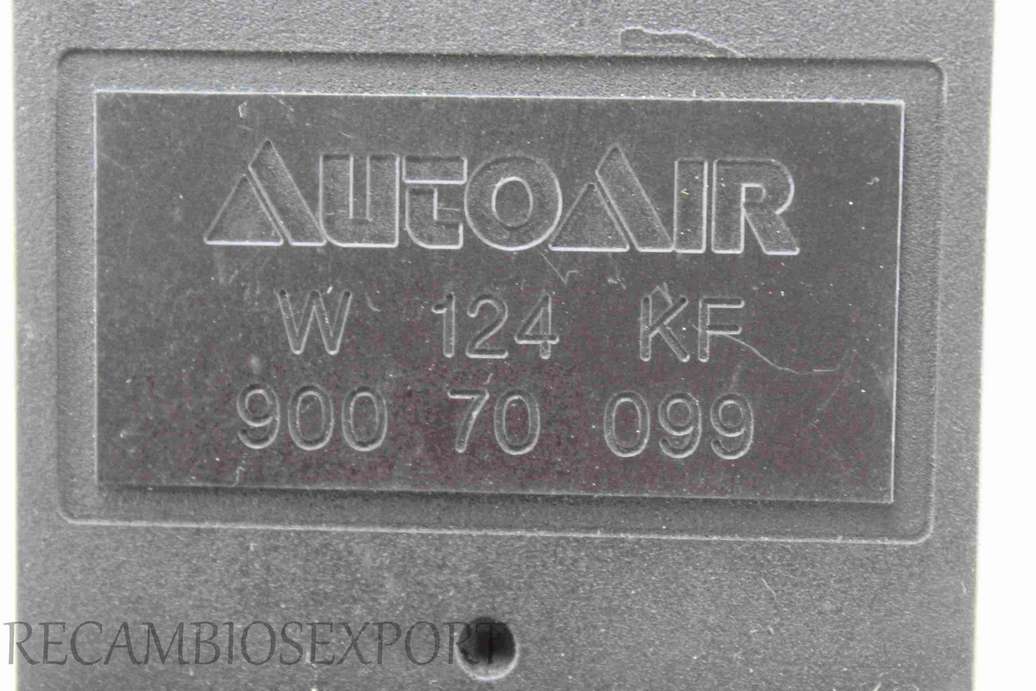 AUTOAIR
W 124 KF
900 70 099
RECAMBIOSEXPORT